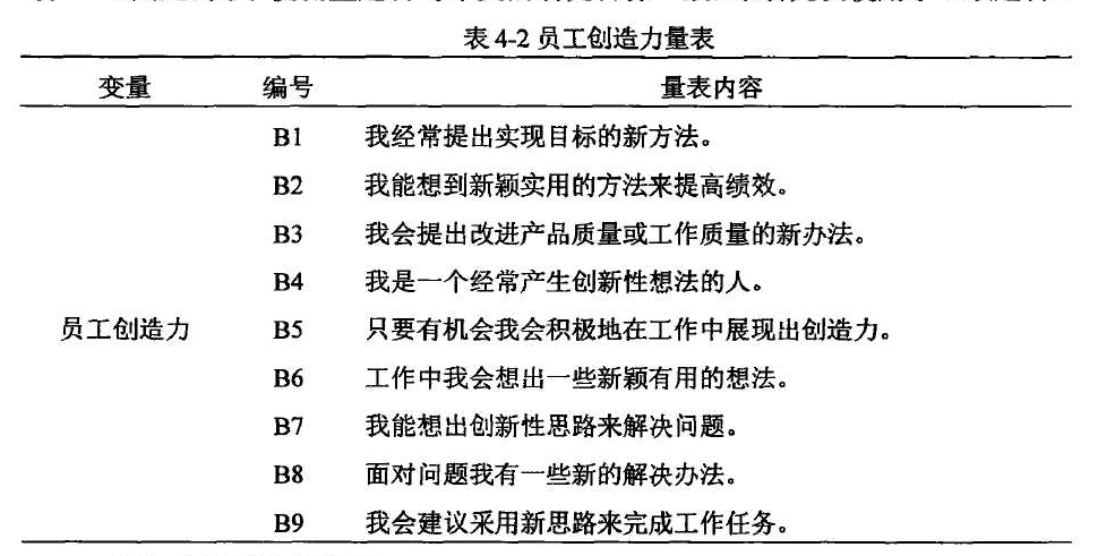 表 4-2 员工创造力量表
变量 编号 量表内容
B1 我经常提出实现目标的新方法。
B2 我能想到新颖实用的方法来提高绩效。
B3 我会提出改进产品质量或工作质量的新办法。
B4 我是一个经常产生创新性想法的人。
员工创造力 B5 只要有机会我会积极地在工作中展现出创造力。
B6 工作中我会想出一些新颖有用的想法。
B7 我能想出创新性思路来解决问题。
B8 面对问题我有一些新的解决办法。
B9 我会建议采用新思路来完成工作任务。